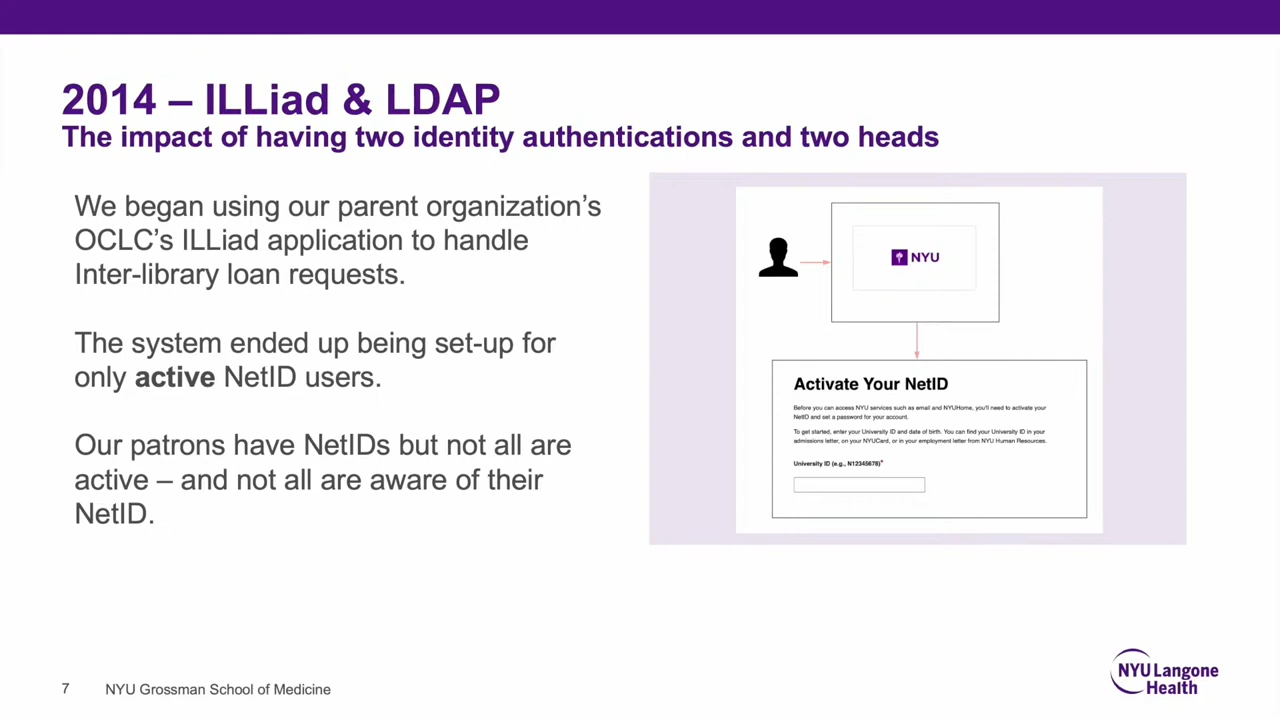 2014 – ILLiad & LDAP
The impact of having two identity authentications and two heads
We began using our parent organization’s
OCLC’s ILLiad application to handle
Inter-library loan requests.
The system ended up being set-up for
only active NetID users.
Our patrons have NetIDs but not all are
active – and not all are aware of their
NetID.
NYU
Activate Your NetID
Before you can access NYU services such as email and NYUHome, you'll need to activate your
NetID and set a password for your account.
To get started, enter your University ID and date of birth. You can find your University ID in your
admissions letter, on your NYUCard, or in your employment letter from NYU Human Resources.
University ID (e.g., N12345678)*
7 NYU Grossman School of Medicine
NYU Langone
Health